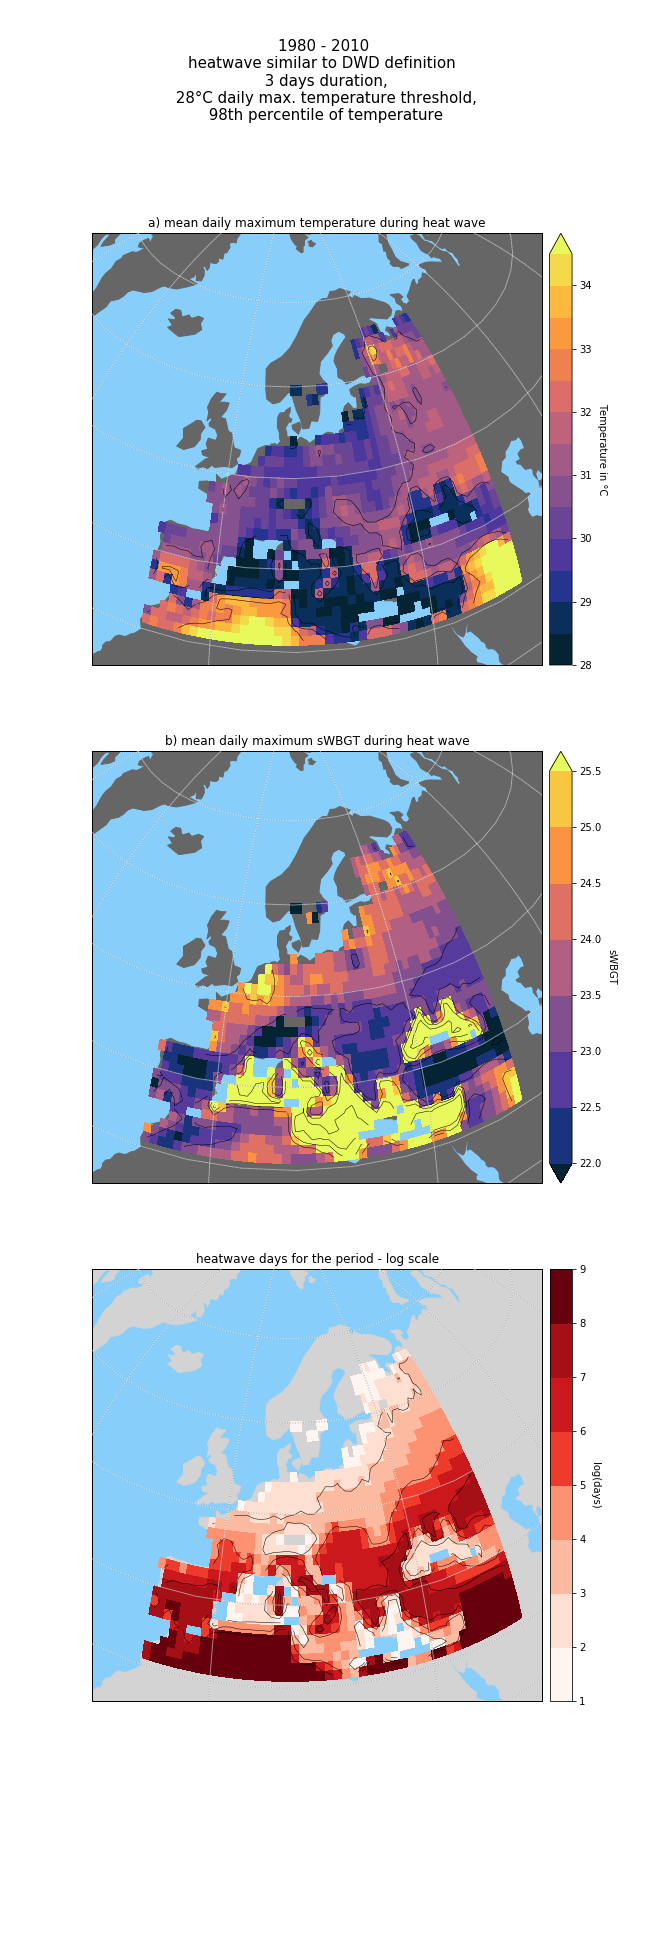 1980 - 2010
heatwave similar to DWD definition
3 days duration,
28°C daily max. temperature threshold,
98th percentile of temperature
a) mean daily maximum temperature during heat wave
34
33
32
31
30
29
28
Temperature in °C
b) mean daily maximum sWBGT during heat wave
25.5
25.0
24.5
24.0
23.5
23.0
22.5
22.0
sWBGT
heatwave days for the period - log scale
9
8
7
6
5
4
3
2
1
log(days)